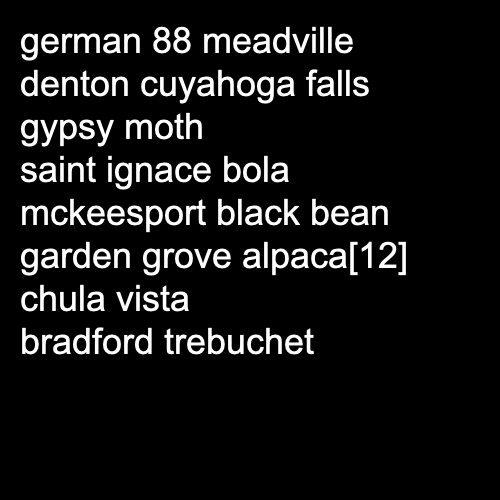 german 88 meadville
denton cuyahoga falls
gypsy moth
saint ignace bola
mckeesport black bean
garden grove alpaca[12]
chula vista
bradford trebuchet